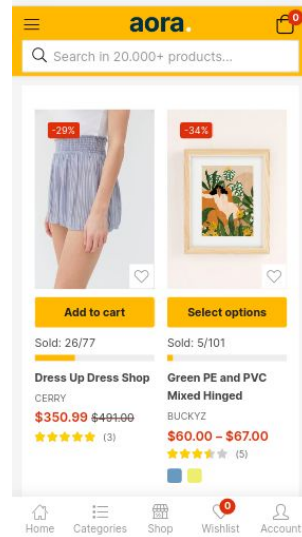 aora.
0
Search in 20.000+ products...
-29%
-34%
Add to cart
Select options
Sold: 26/77
Sold: 5/101
Dress Up Dress Shop
CERRY
$350.99 $491.00
(3)
Green PE and PVC
Mixed Hinged
BUCKYZ
$60.00 – $67.00
(5)
Home
Categories
Shop
0
Wishlist
Account